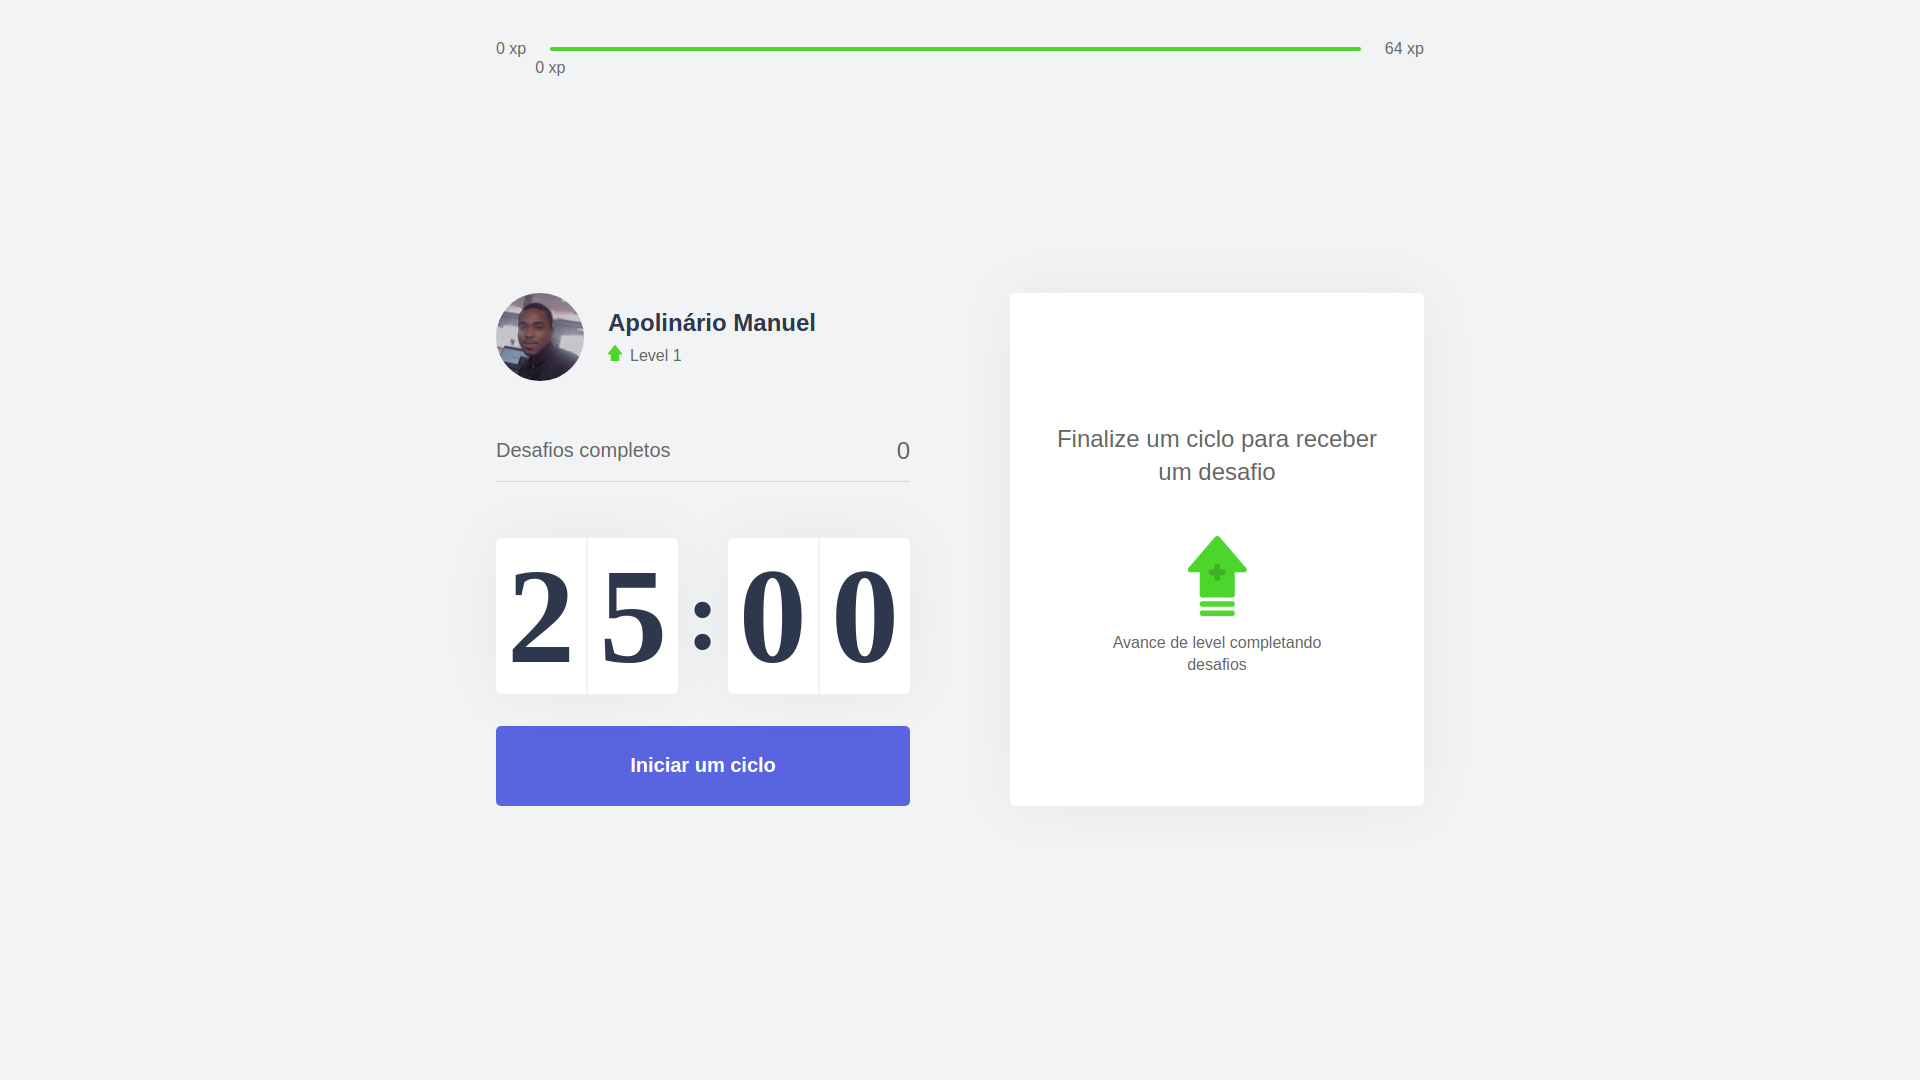 0 xp
64 xp
0 xp
Apolinário Manuel
Level 1
Desafios completos
0
25:00
Iniciar um ciclo
Finalize um ciclo para receber
um desafio
Avance de level completando
desafios